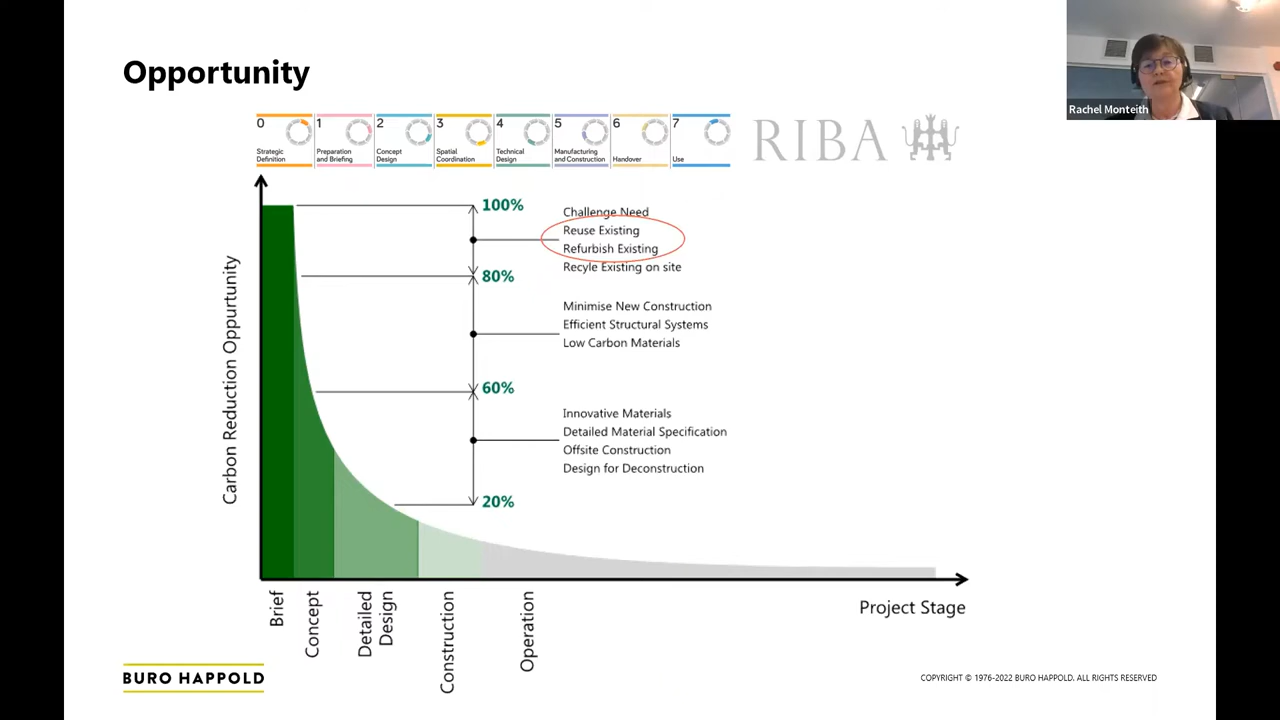 Opportunity
Rachel Monteith
0
Strategic
Definition
1
Preparation
and Briefing
2
Concept
Design
3
Spatial
Coordination
4
Technical
Design
5
Manufacturing
and Construction
6
Handover
7
Use
RIBA
Carbon Reduction Oppurtunity
100%
Challenge Need
Reuse Existing
Refurbish Existing
Recyle Existing on site
80%
Minimise New Construction
Efficient Structural Systems
Low Carbon Materials
60%
Innovative Materials
Detailed Material Specification
Offsite Construction
Design for Deconstruction
20%
Brief
Concept
Detailed
Design
Construction
Operation
Project Stage
BURO HAPPOLD
COPYRIGHT © 1976-2022 BURO HAPPOLD. ALL RIGHTS RESERVED